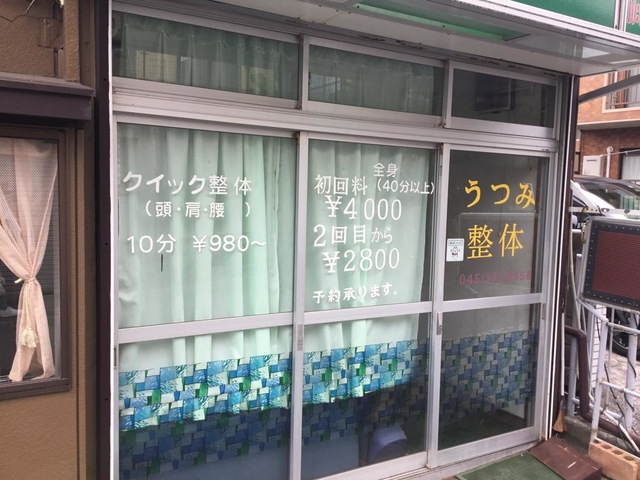 クイック整体
(頭・肩・腰 )
10分 ¥980~
全身
初回料(40分以上)
¥4000
2回目から
¥2800
予約承ります。
うつみ
整体